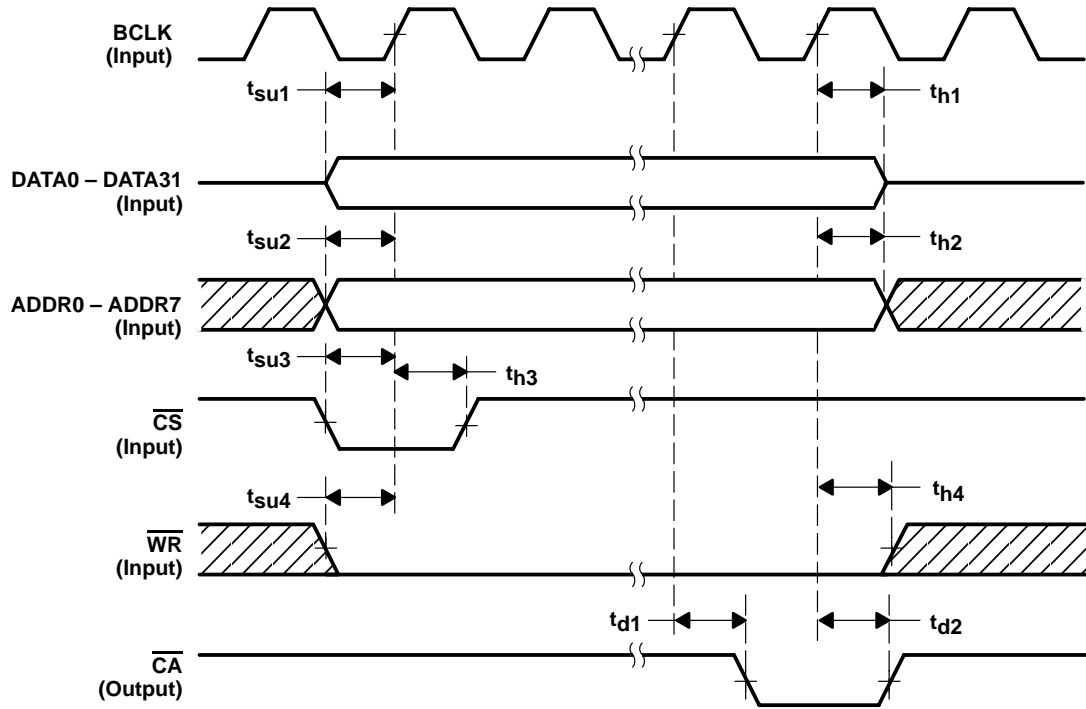 BCLK
(Input)
tsu1
th1
DATA0 – DATA31
(Input)
tsu2
th2
ADDR0 – ADDR7
(Input)
tsu3
th3
CS
(Input)
tsu4
th4
WR
(Input)
td1
td2
CA
(Output)